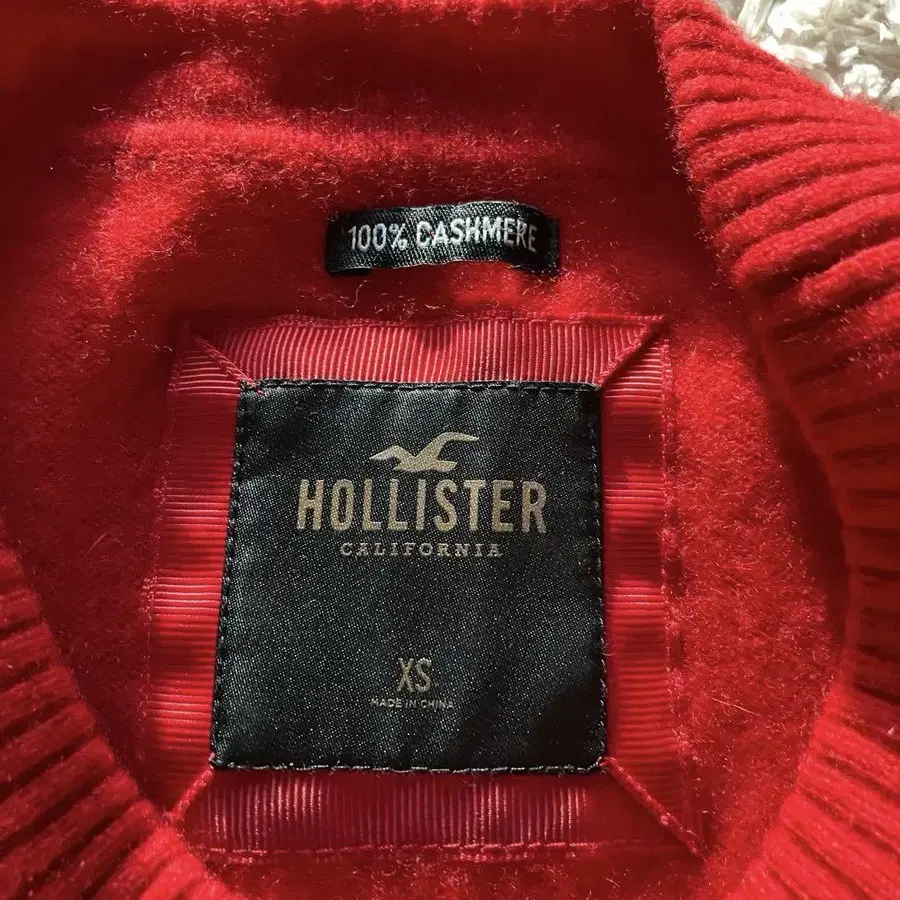 100% CASHMERE
HOLLISTER
CALIFORNIA
XS
MADE IN CHINA